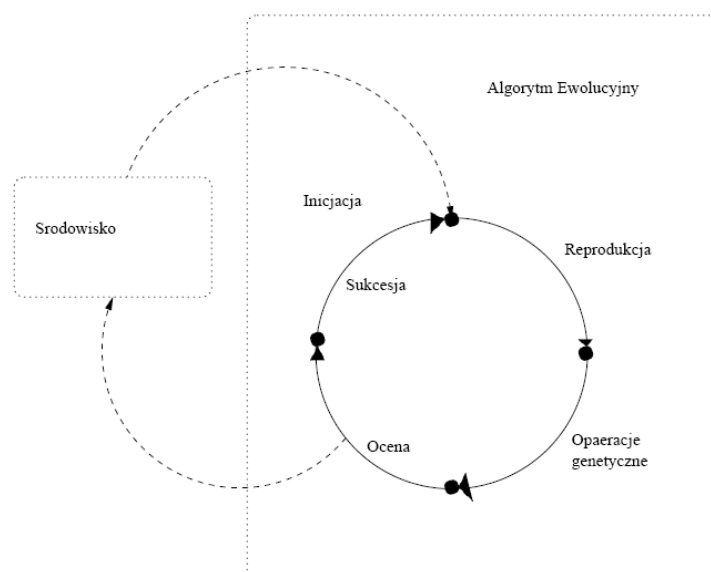 Algorytm Ewolucyjny
Inicjacja
Srodowisko
Reprodukcja
Sukcesja
Ocena
Opaeracje
genetyczne